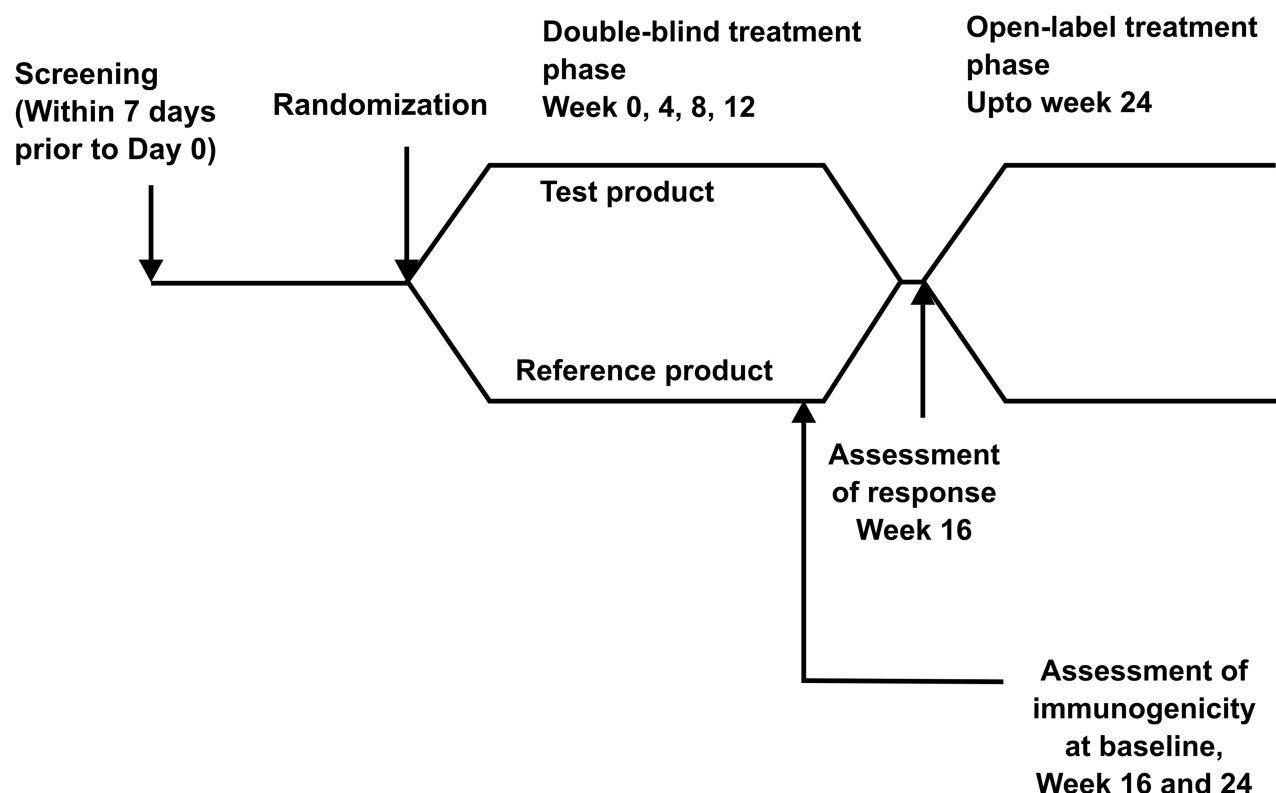 Screening
(Within 7 days
prior to Day 0)
Randomization
Double-blind treatment
phase
Week 0, 4, 8, 12
Open-label treatment
phase
Upto week 24
Test product
Reference product
Assessment
of response
Week 16
Assessment of
immunogenicity
at baseline,
Week 16 and 24